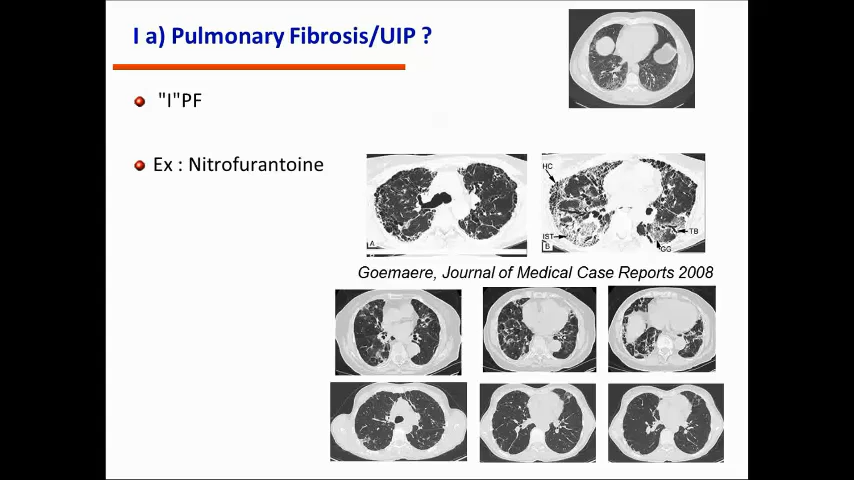 I a) Pulmonary Fibrosis/UIP ?
"I"PF
Ex : Nitrofurantoine
HC
IST
TB
GG
A
B
Goemaere, Journal of Medical Case Reports 2008